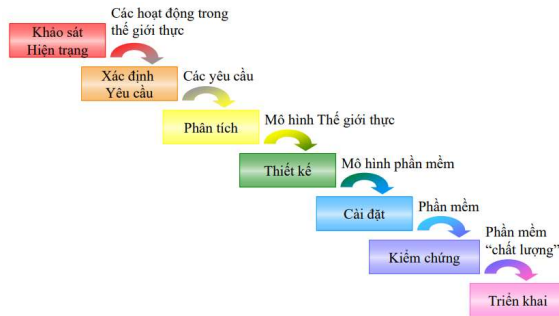 Khảo sát
Hiện trạng
Các hoạt động trong
thế giới thực
Xác định
Yêu cầu
Các yêu cầu
Phân tích
Mô hình Thế giới thực
Thiết kế
Mô hình phần mềm
Cài đặt
Phần mềm
Kiểm chứng
Phần mềm
“chất lượng”
Triển khai